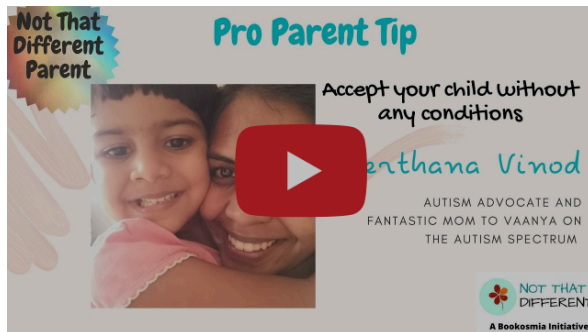 Not That
Different
Parent
Pro Parent Tip
Accept your child without
any conditions
Vinod
AUTISM ADVOCATE AND
FANTASTIC MOM TO VAANYA ON
THE AUTISM SPECTRUM
NOT THAT
DIFFERENT
A Bookosmia Initiative